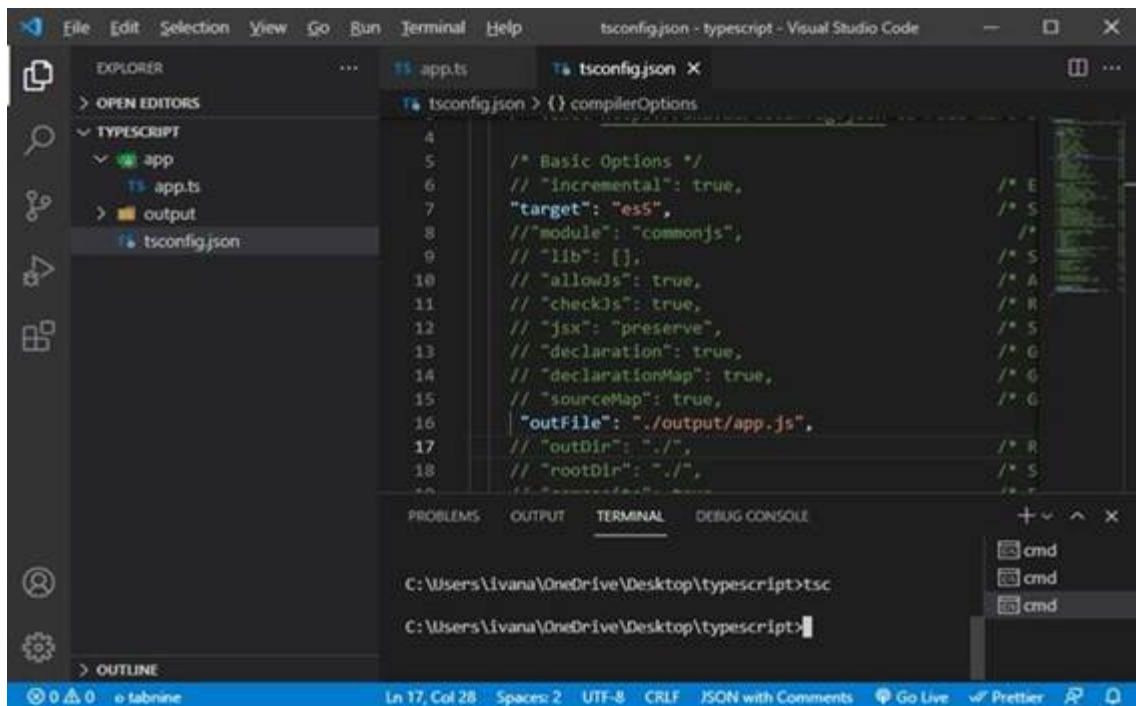 File Edit Selection View Go Run Terminal Help tsconfig.json - typescript - Visual Studio Code
EXPLORER
OPEN EDITORS
TYPESCRIPT
app
TS app.ts
output
tsconfig.json
OUTLINE
TS app.ts
tsconfig.json
tsconfig.json > {} compilerOptions
4
5 /* Basic Options */
6 // "incremental": true, /* E
7 "target": "es5", /* S
8 //"module": "commonjs", /*
9 // "lib": [], /* S
10 // "allowJs": true, /* A
11 // "checkJs": true, /* R
12 // "jsx": "preserve", /* S
13 // "declaration": true, /* G
14 // "declarationMap": true, /* G
15 // "sourceMap": true, /* G
16 "outFile": "./output/app.js",
17 // "outDir": "./", /* R
18 // "rootDir": "./", /* S
PROBLEMS OUTPUT TERMINAL DEBUG CONSOLE
C:\Users\ivana\OneDrive\Desktop\typescript>tsc
C:\Users\ivana\OneDrive\Desktop\typescript>
cmd
cmd
cmd
0 0 tabnine Ln 17, Col 28 Spaces: 2 UTF-8 CRLF JSON with Comments Go Live Prettier